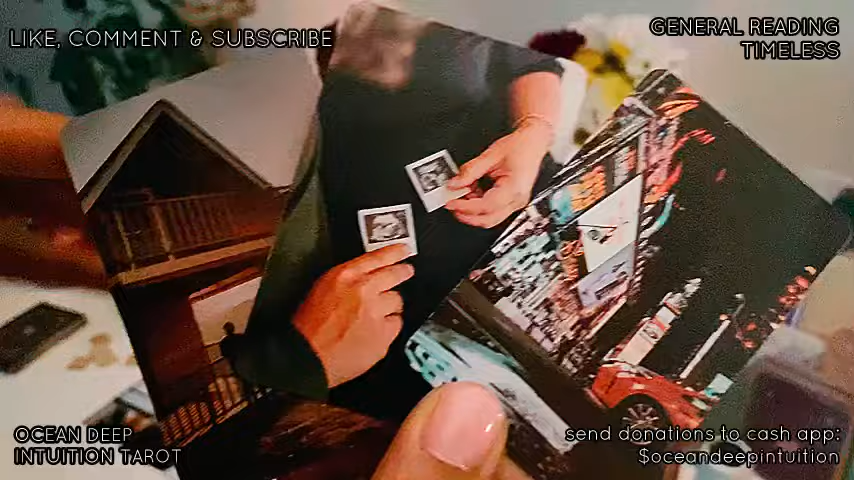 LIKE, COMMENT & SUBSCRIBE
GENERAL READING
TIMELESS
OCEAN DEEP
INTUITION TAROT
send donations to cash app:
$oceandeepintuition